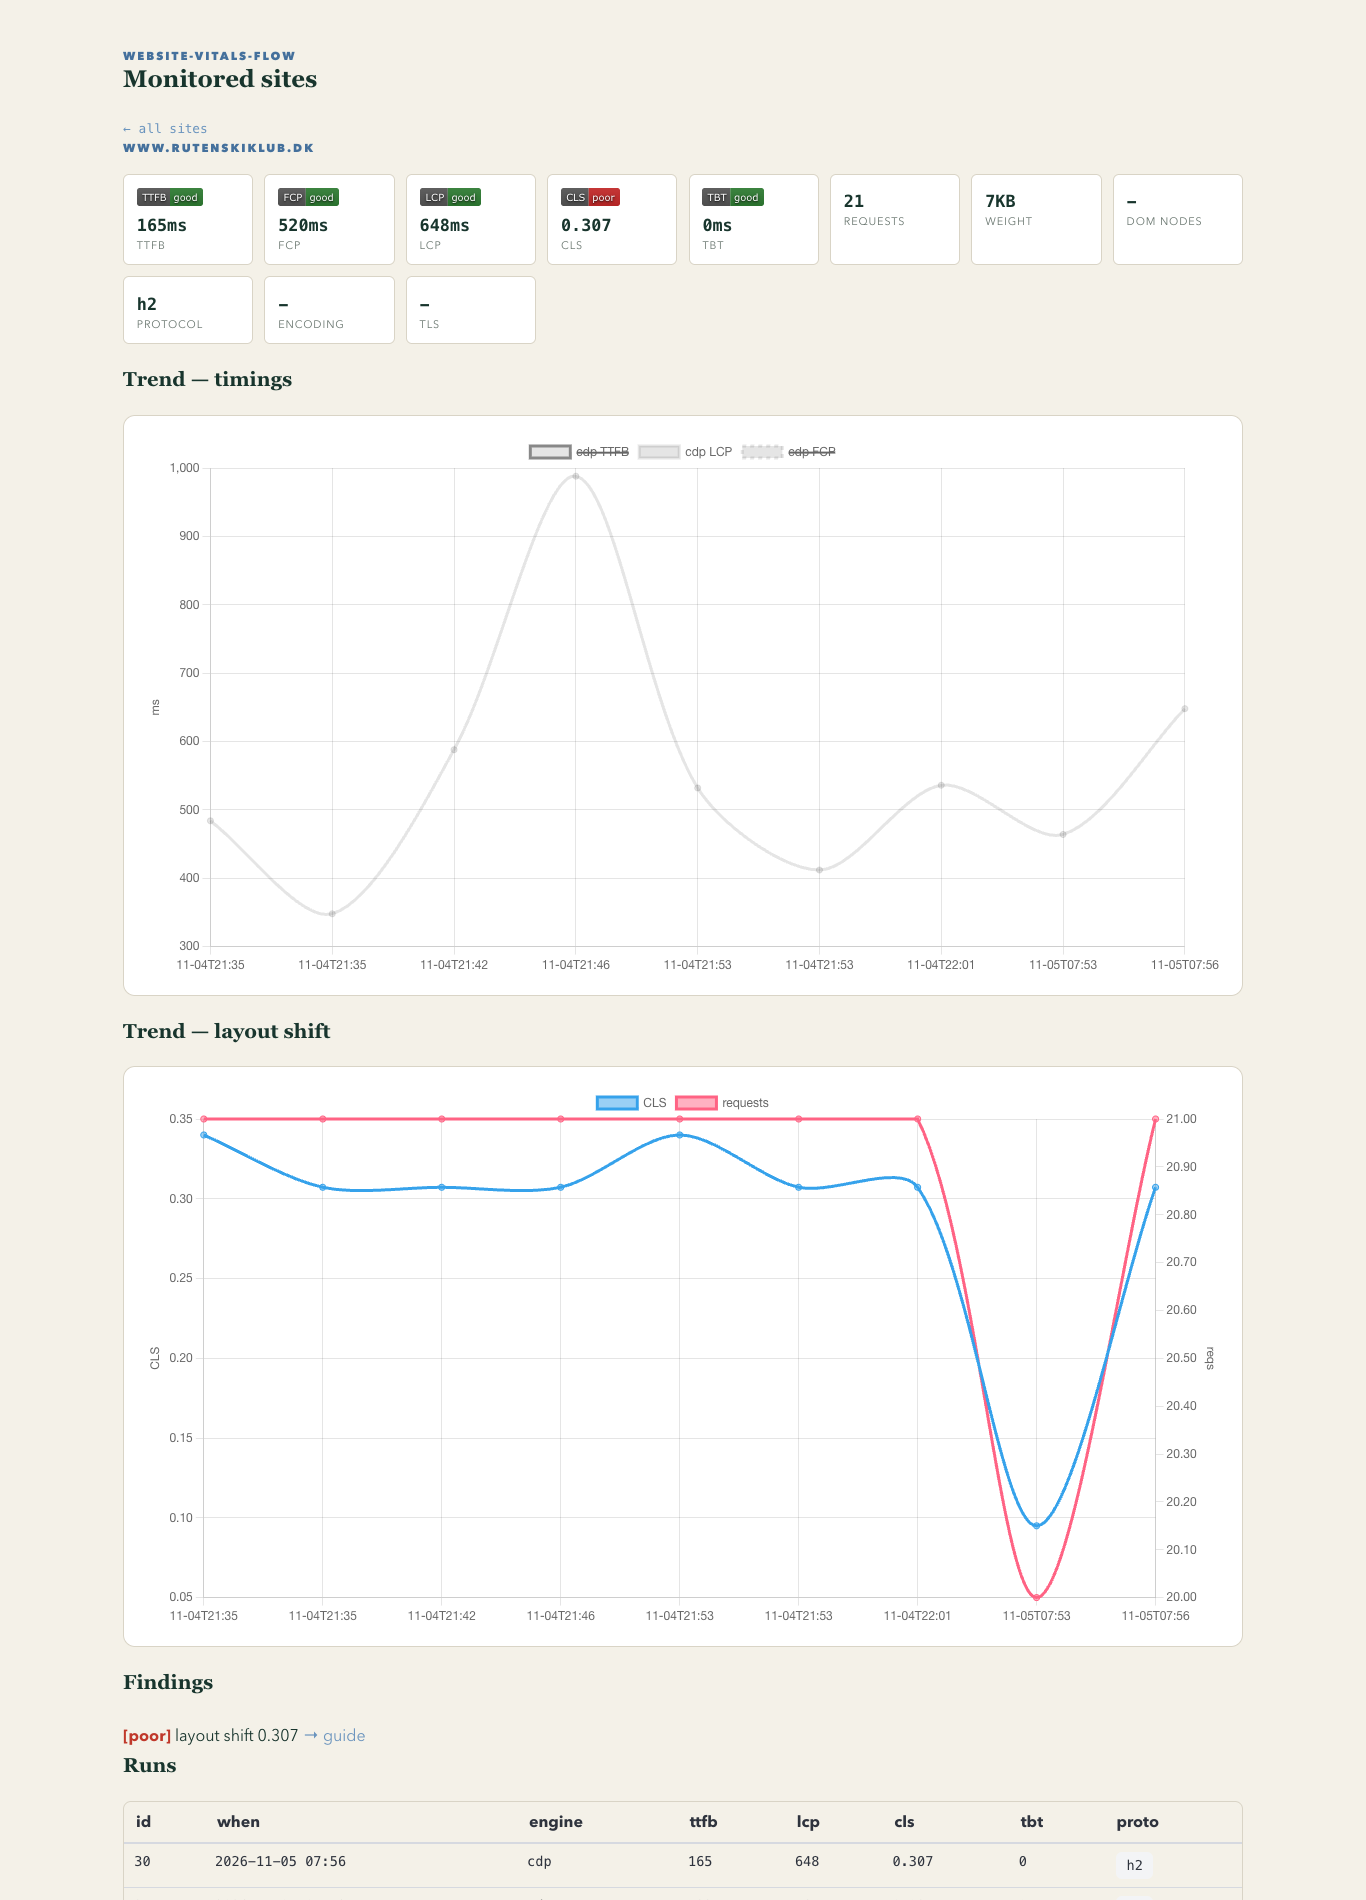 WEBSITE-VITALS-FLOW
Monitored sites
← all sites
WWW.RUTENSKIKLUB.DK
TTFB good
165ms
TTFB
FCP good
520ms
FCP
LCP good
648ms
LCP
CLS poor
0.307
CLS
TBT good
0ms
TBT
21
REQUESTS
7KB
WEIGHT
–
DOM NODES
h2
PROTOCOL
–
ENCODING
–
TLS
Trend — timings
cdp TTFB cdp LCP cdp FCP
1,000
900
800
700
600
500
400
300
ms
11-04T21:35 11-04T21:35 11-04T21:42 11-04T21:46 11-04T21:53 11-04T21:53 11-04T22:01 11-05T07:53 11-05T07:56
Trend — layout shift
CLS requests
0.35
0.30
0.25
0.20
0.15
0.10
0.05
CLS
21.00
20.90
20.80
20.70
20.60
20.50
20.40
20.30
20.20
20.10
20.00
reqs
11-04T21:35 11-04T21:35 11-04T21:42 11-04T21:46 11-04T21:53 11-04T21:53 11-04T22:01 11-05T07:53 11-05T07:56
Findings
[poor] layout shift 0.307 → guide
Runs
id when engine ttfb lcp cls tbt proto
30 2026-11-05 07:56 cdp 165 648 0.307 0 h2